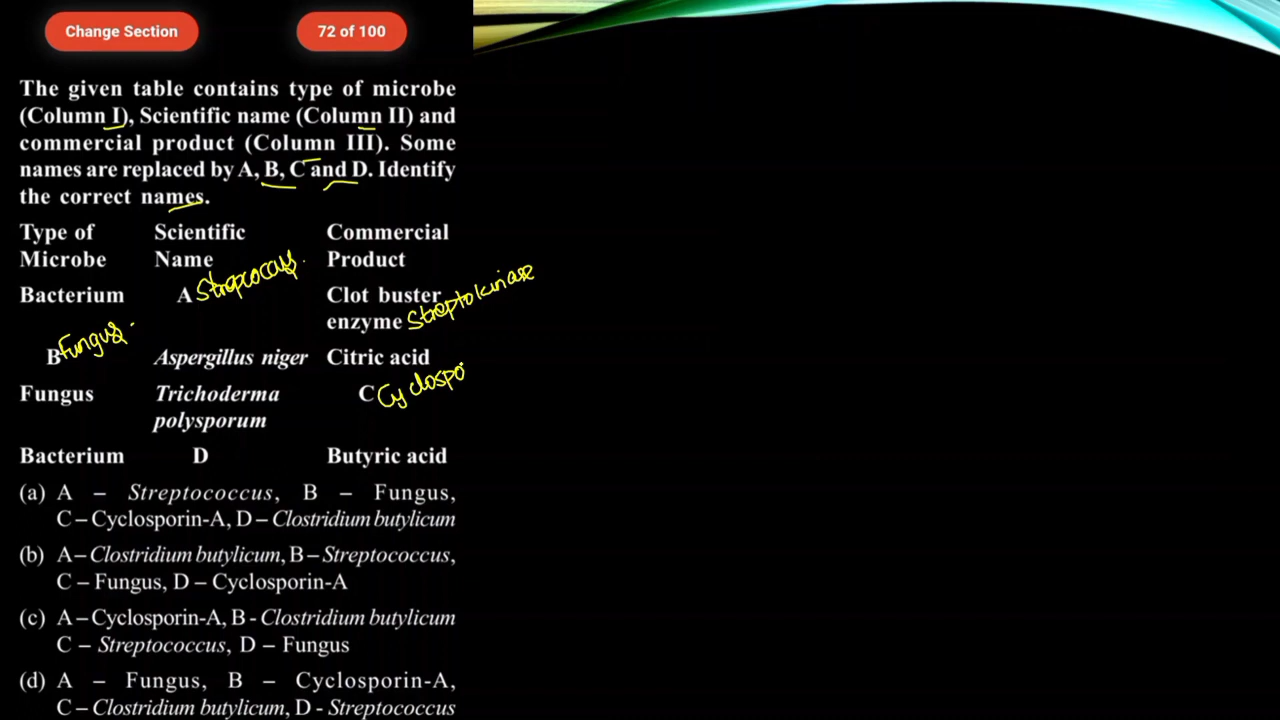 Change Section 72 of 100
The given table contains type of microbe
(Column I), Scientific name (Column II) and
commercial product (Column III). Some
names are replaced by A, B, C and D. Identify
the correct names.
Type of Scientific Commercial
Microbe Name Product
Bacterium A Strepcoccus. Clot buster
enzyme Streptokinase
B Fungus. Aspergillus niger Citric acid
Fungus Trichoderma C Cyclospo
polysporum
Bacterium D Butyric acid
(a) A – Streptococcus, B – Fungus,
C – Cyclosporin-A, D – Clostridium butylicum
(b) A – Clostridium butylicum, B – Streptococcus,
C – Fungus, D – Cyclosporin-A
(c) A – Cyclosporin-A, B - Clostridium butylicum
C – Streptococcus, D – Fungus
(d) A – Fungus, B – Cyclosporin-A,
C – Clostridium butylicum, D - Streptococcus